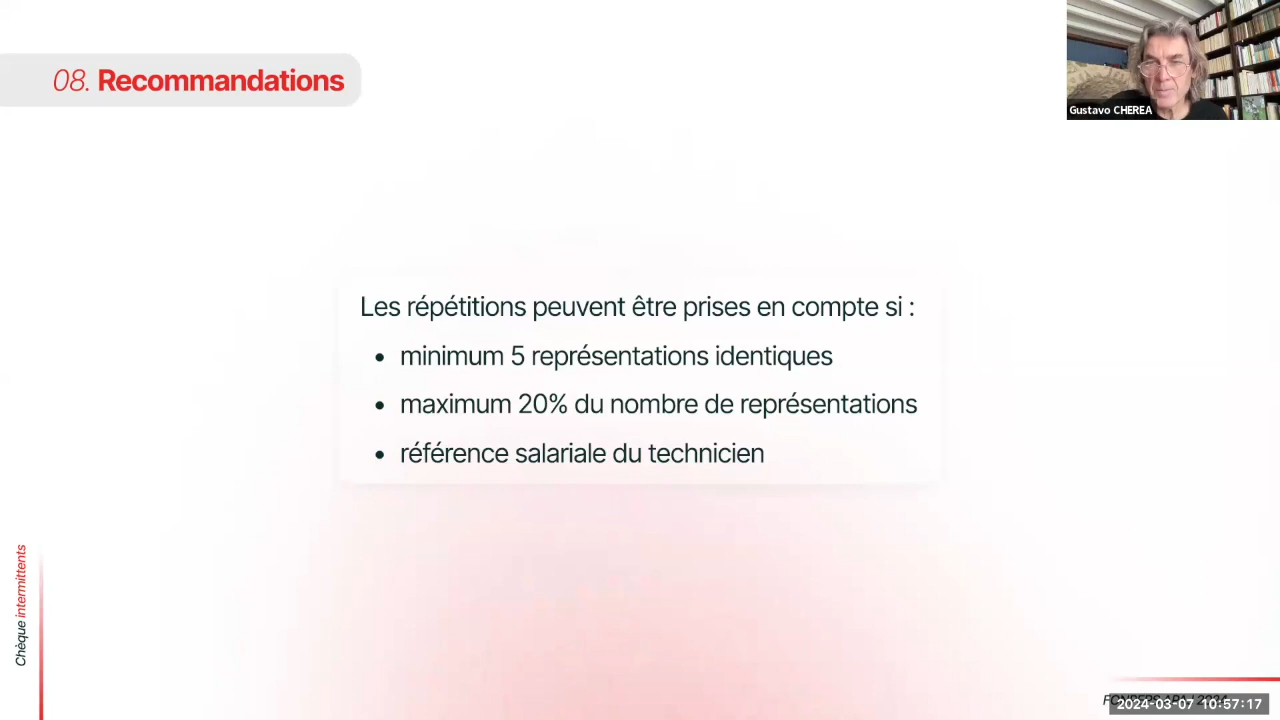 08. Recommandations
Gustavo CHEREA
Les répétitions peuvent être prises en compte si :
• minimum 5 représentations identiques
• maximum 20% du nombre de représentations
• référence salariale du technicien
Chèque intermittents
2024-03-07 10:57:17